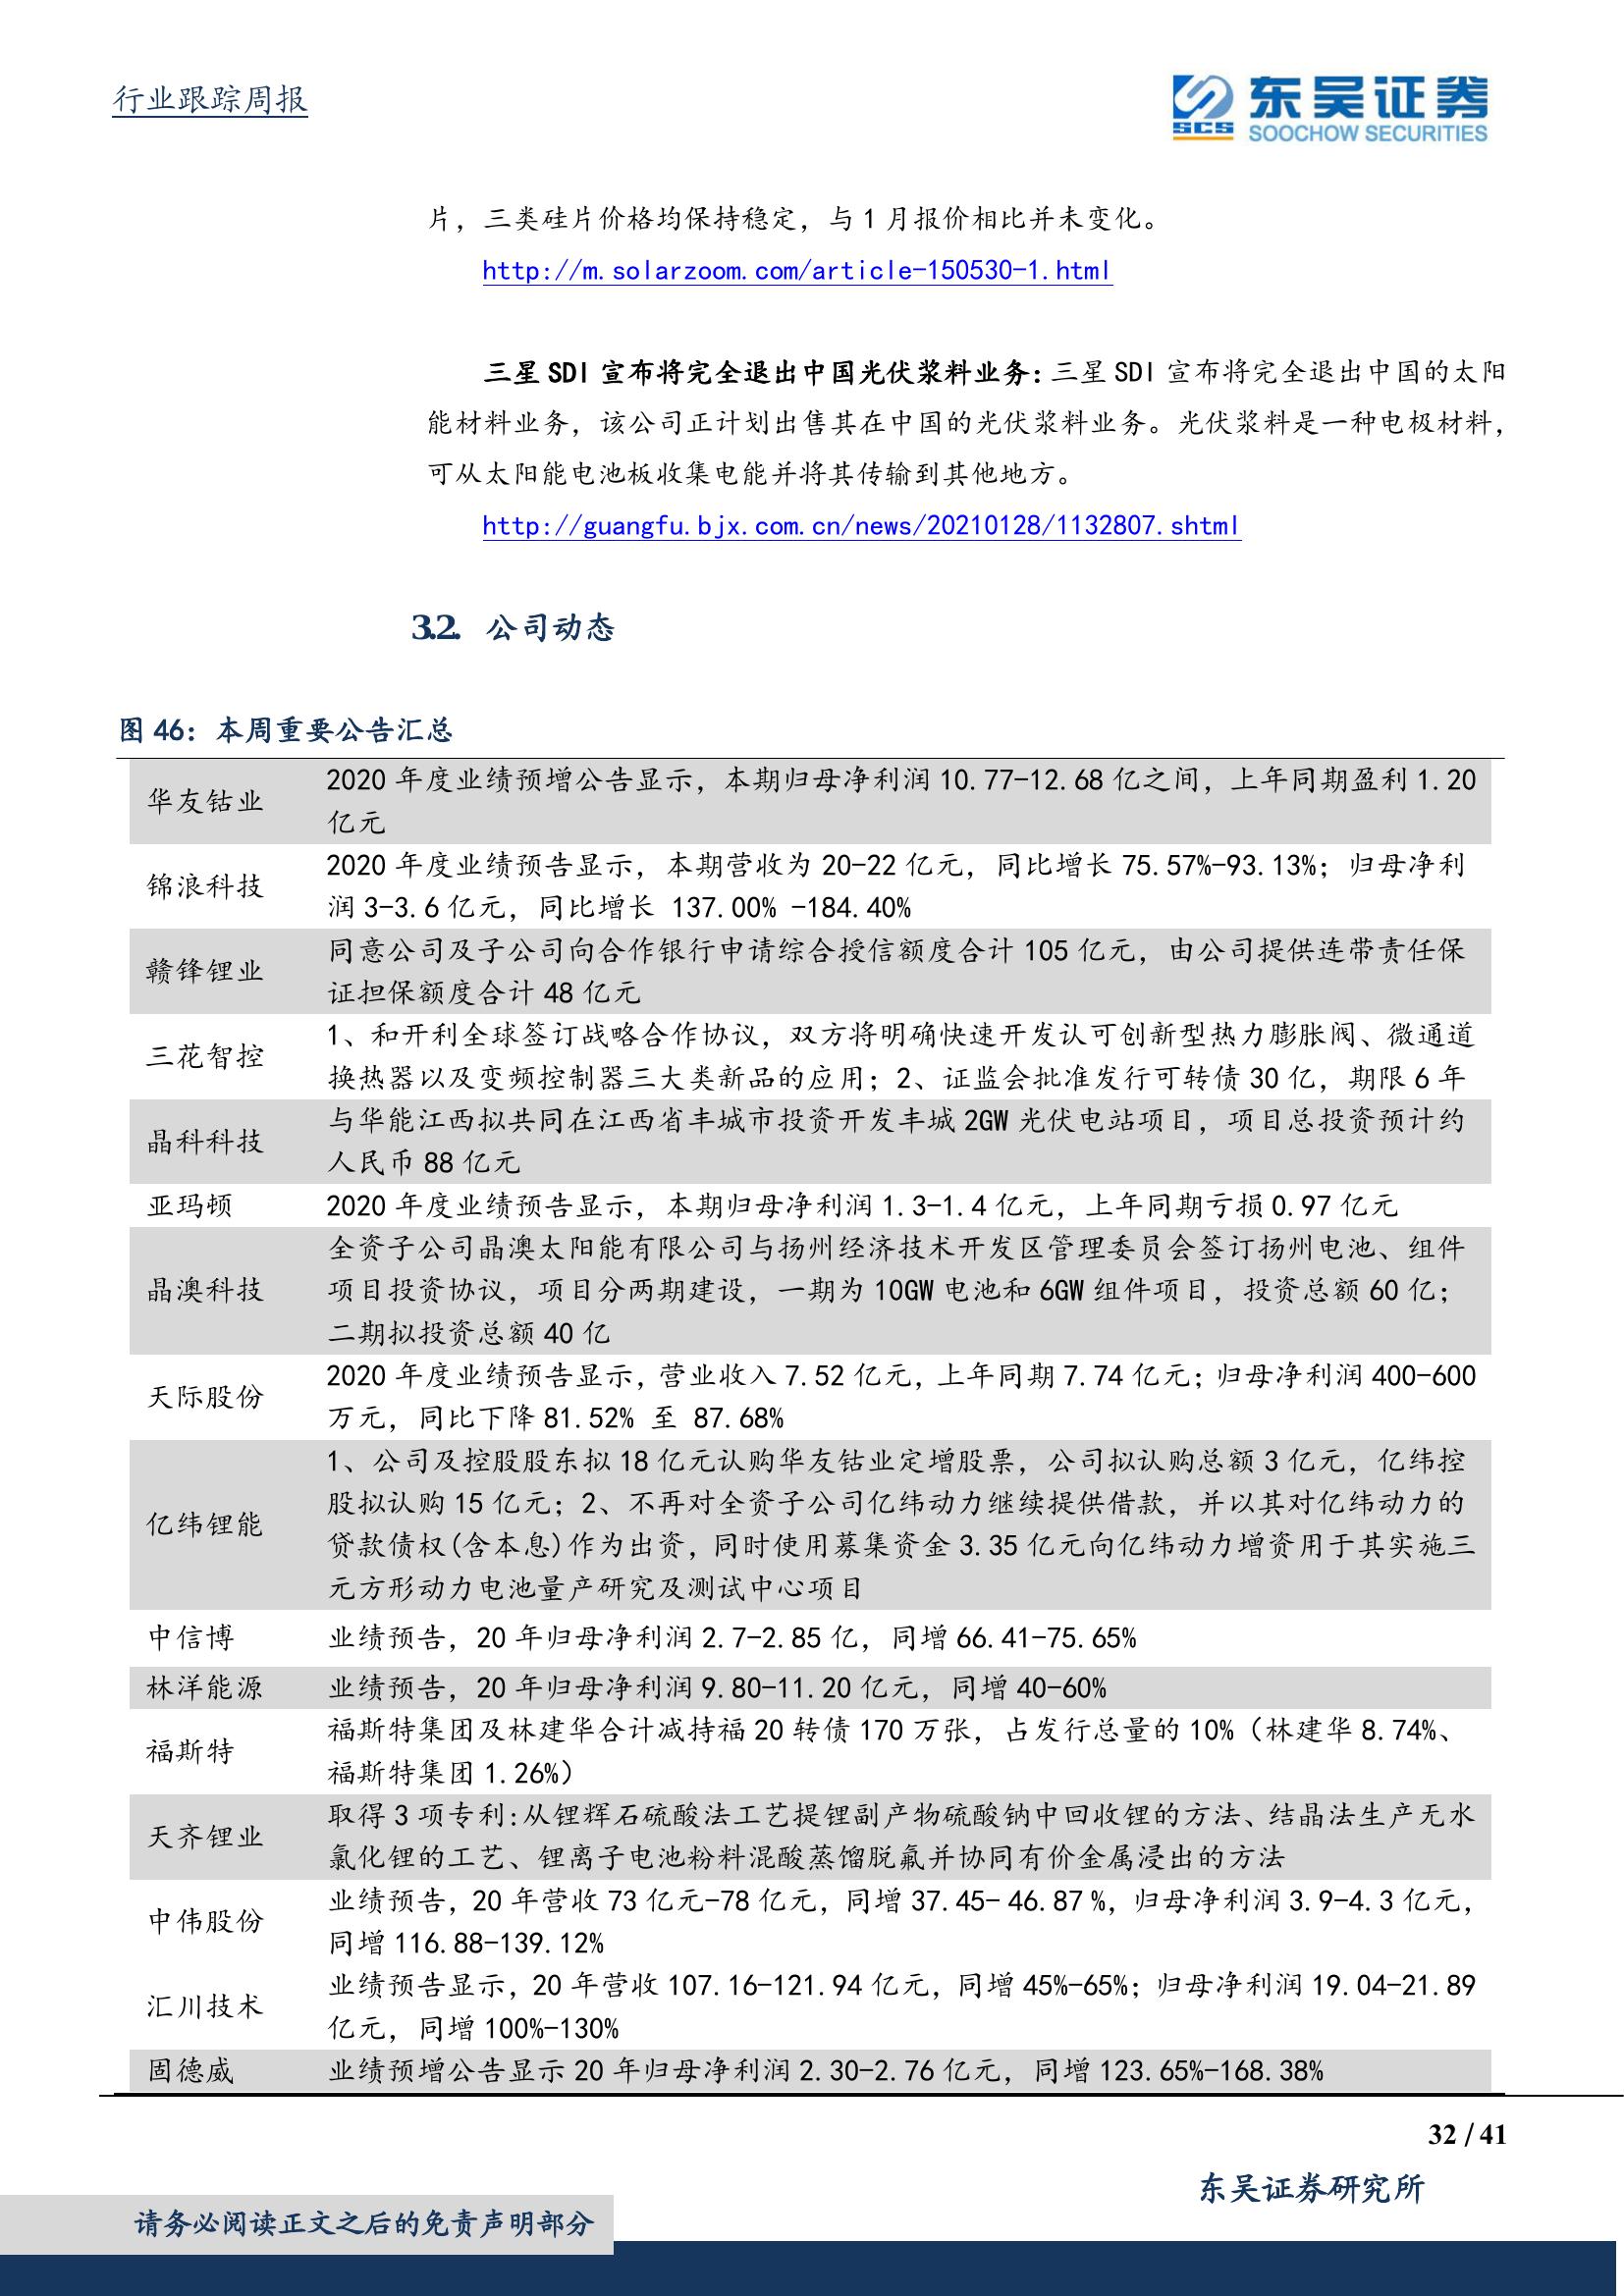 行业跟踪周报
东吴证券
SCS
SOOCHOW SECURITIES
片，三类硅片价格均保持稳定，与 1 月报价相比并未变化。
http://m.solarzoom.com/article-150530-1.html
三星 SDI 宣布将完全退出中国光伏浆料业务：三星 SDI 宣布将完全退出中国的太阳
能材料业务，该公司正计划出售其在中国的光伏浆料业务。光伏浆料是一种电极材料，
可从太阳能电池板收集电能并将其传输到其他地方。
http://guangfu.bjx.com.cn/news/20210128/1132807.shtml
3.2. 公司动态
图 46：本周重要公告汇总
华友钴业
2020 年度业绩预增公告显示，本期归母净利润 10.77-12.68 亿之间，上年同期盈利 1.20
亿元
锦浪科技
2020 年度业绩预告显示，本期营收为 20-22 亿元，同比增长 75.57%-93.13%；归母净利
润 3-3.6 亿元，同比增长 137.00% -184.40%
赣锋锂业
同意公司及子公司向合作银行申请综合授信额度合计 105 亿元，由公司提供连带责任保
证担保额度合计 48 亿元
三花智控
1、和开利全球签订战略合作协议，双方将明确快速开发认可创新型热力膨胀阀、微通道
换热器以及变频控制器三大类新品的应用；2、证监会批准发行可转债 30 亿，期限 6 年
晶科科技
与华能江西拟共同在江西省丰城市投资开发丰城 2GW 光伏电站项目，项目总投资预计约
人民币 88 亿元
亚玛顿
2020 年度业绩预告显示，本期归母净利润 1.3-1.4 亿元，上年同期亏损 0.97 亿元
晶澳科技
全资子公司晶澳太阳能有限公司与扬州经济技术开发区管理委员会签订扬州电池、组件
项目投资协议，项目分两期建设，一期为 10GW 电池和 6GW 组件项目，投资总额 60 亿；
二期拟投资总额 40 亿
天际股份
2020 年度业绩预告显示，营业收入 7.52 亿元，上年同期 7.74 亿元；归母净利润 400-600
万元，同比下降 81.52% 至 87.68%
亿纬锂能
1、公司及控股股东拟 18 亿元认购华友钴业定增股票，公司拟认购总额 3 亿元，亿纬控
股拟认购 15 亿元；2、不再对全资子公司亿纬动力继续提供借款，并以其对亿纬动力的
贷款债权(含本息)作为出资，同时使用募集资金 3.35 亿元向亿纬动力增资用于其实施三
元方形动力电池量产研究及测试中心项目
中信博
业绩预告，20 年归母净利润 2.7-2.85 亿，同增 66.41-75.65%
林洋能源
业绩预告，20 年归母净利润 9.80-11.20 亿元，同增 40-60%
福斯特
福斯特集团及林建华合计减持福 20 转债 170 万张，占发行总量的 10%（林建华 8.74%、
福斯特集团 1.26%）
天齐锂业
取得 3 项专利:从锂辉石硫酸法工艺提锂副产物硫酸钠中回收锂的方法、结晶法生产无水
氯化锂的工艺、锂离子电池粉料混酸蒸馏脱氟并协同有价金属浸出的方法
中伟股份
业绩预告，20 年营收 73 亿元-78 亿元，同增 37.45- 46.87 %，归母净利润 3.9-4.3 亿元，
同增 116.88-139.12%
汇川技术
业绩预告显示，20 年营收 107.16-121.94 亿元，同增 45%-65%；归母净利润 19.04-21.89
亿元，同增 100%-130%
固德威
业绩预增公告显示 20 年归母净利润 2.30-2.76 亿元，同增 123.65%-168.38%
32 / 41
东吴证券研究所
请务必阅读正文之后的免责声明部分